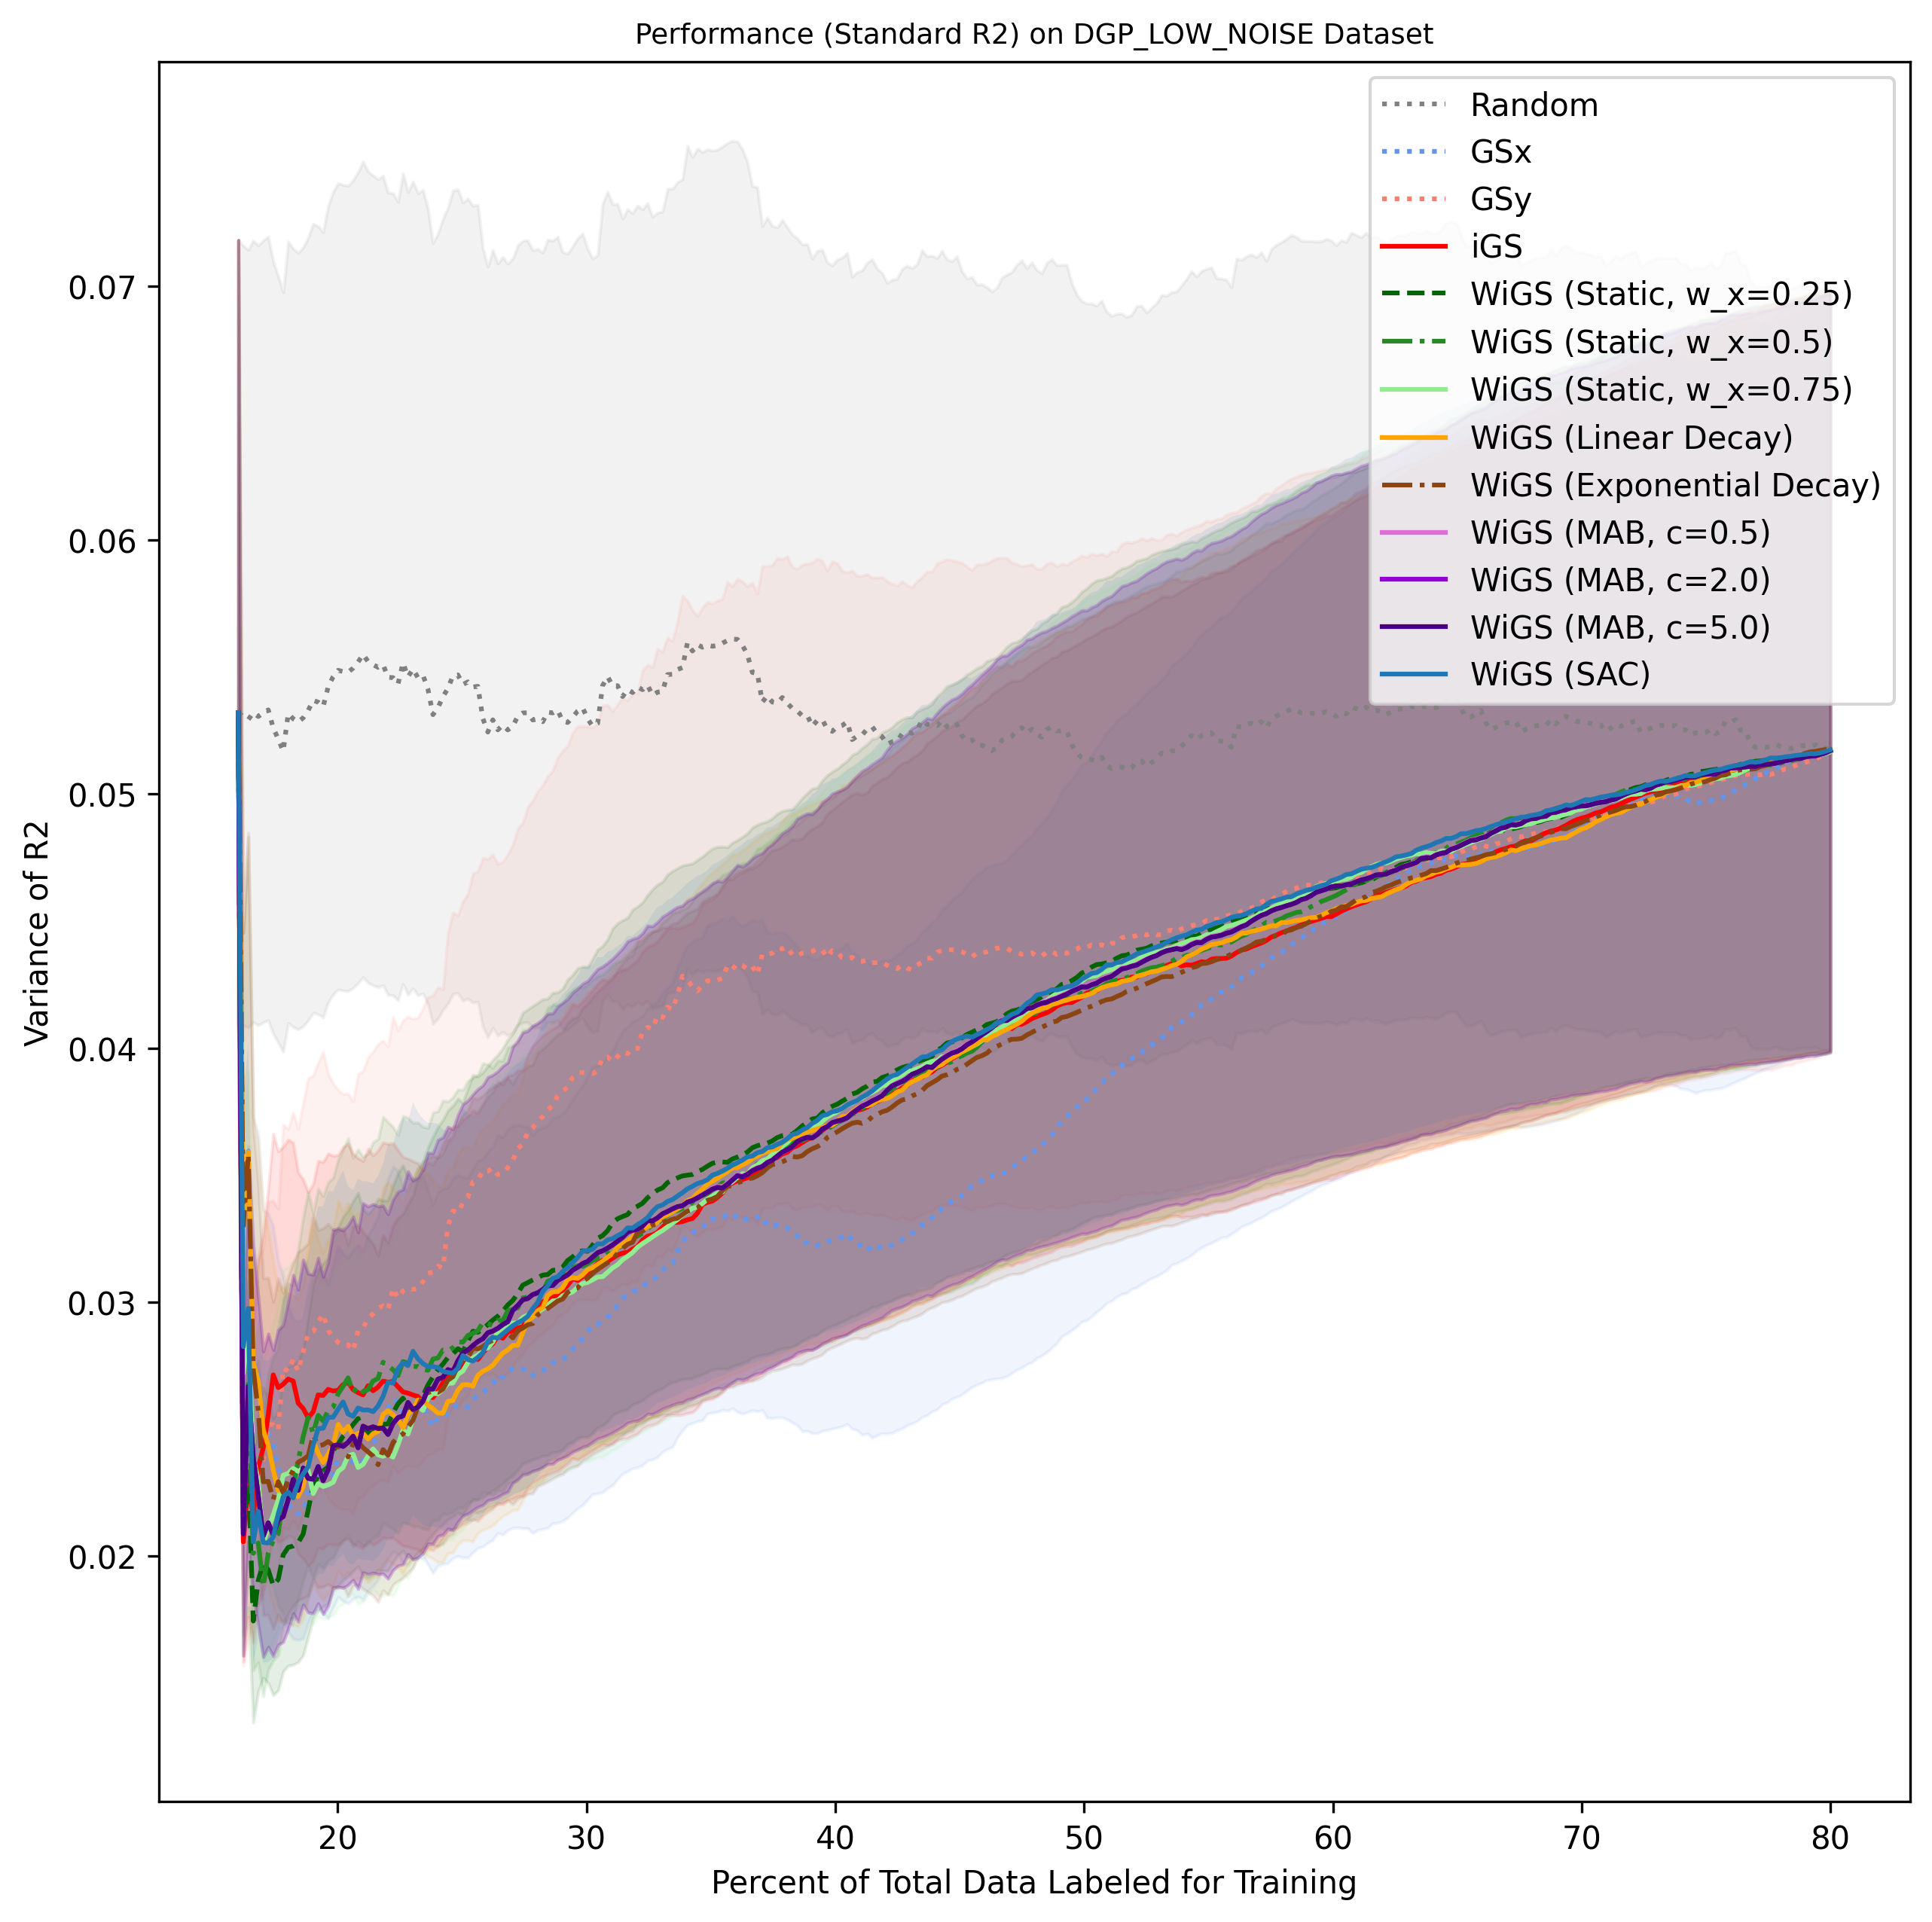 Performance (Standard R2) on DGP_LOW_NOISE Dataset
Random
GSx
GSy
iGS
WiGS (Static, w_x=0.25)
WiGS (Static, w_x=0.5)
WiGS (Static, w_x=0.75)
WiGS (Linear Decay)
WiGS (Exponential Decay)
WiGS (MAB, c=0.5)
WiGS (MAB, c=2.0)
WiGS (MAB, c=5.0)
WiGS (SAC)
Variance of R2
0.07
0.06
0.05
0.04
0.03
0.02
20 30 40 50 60 70 80
Percent of Total Data Labeled for Training